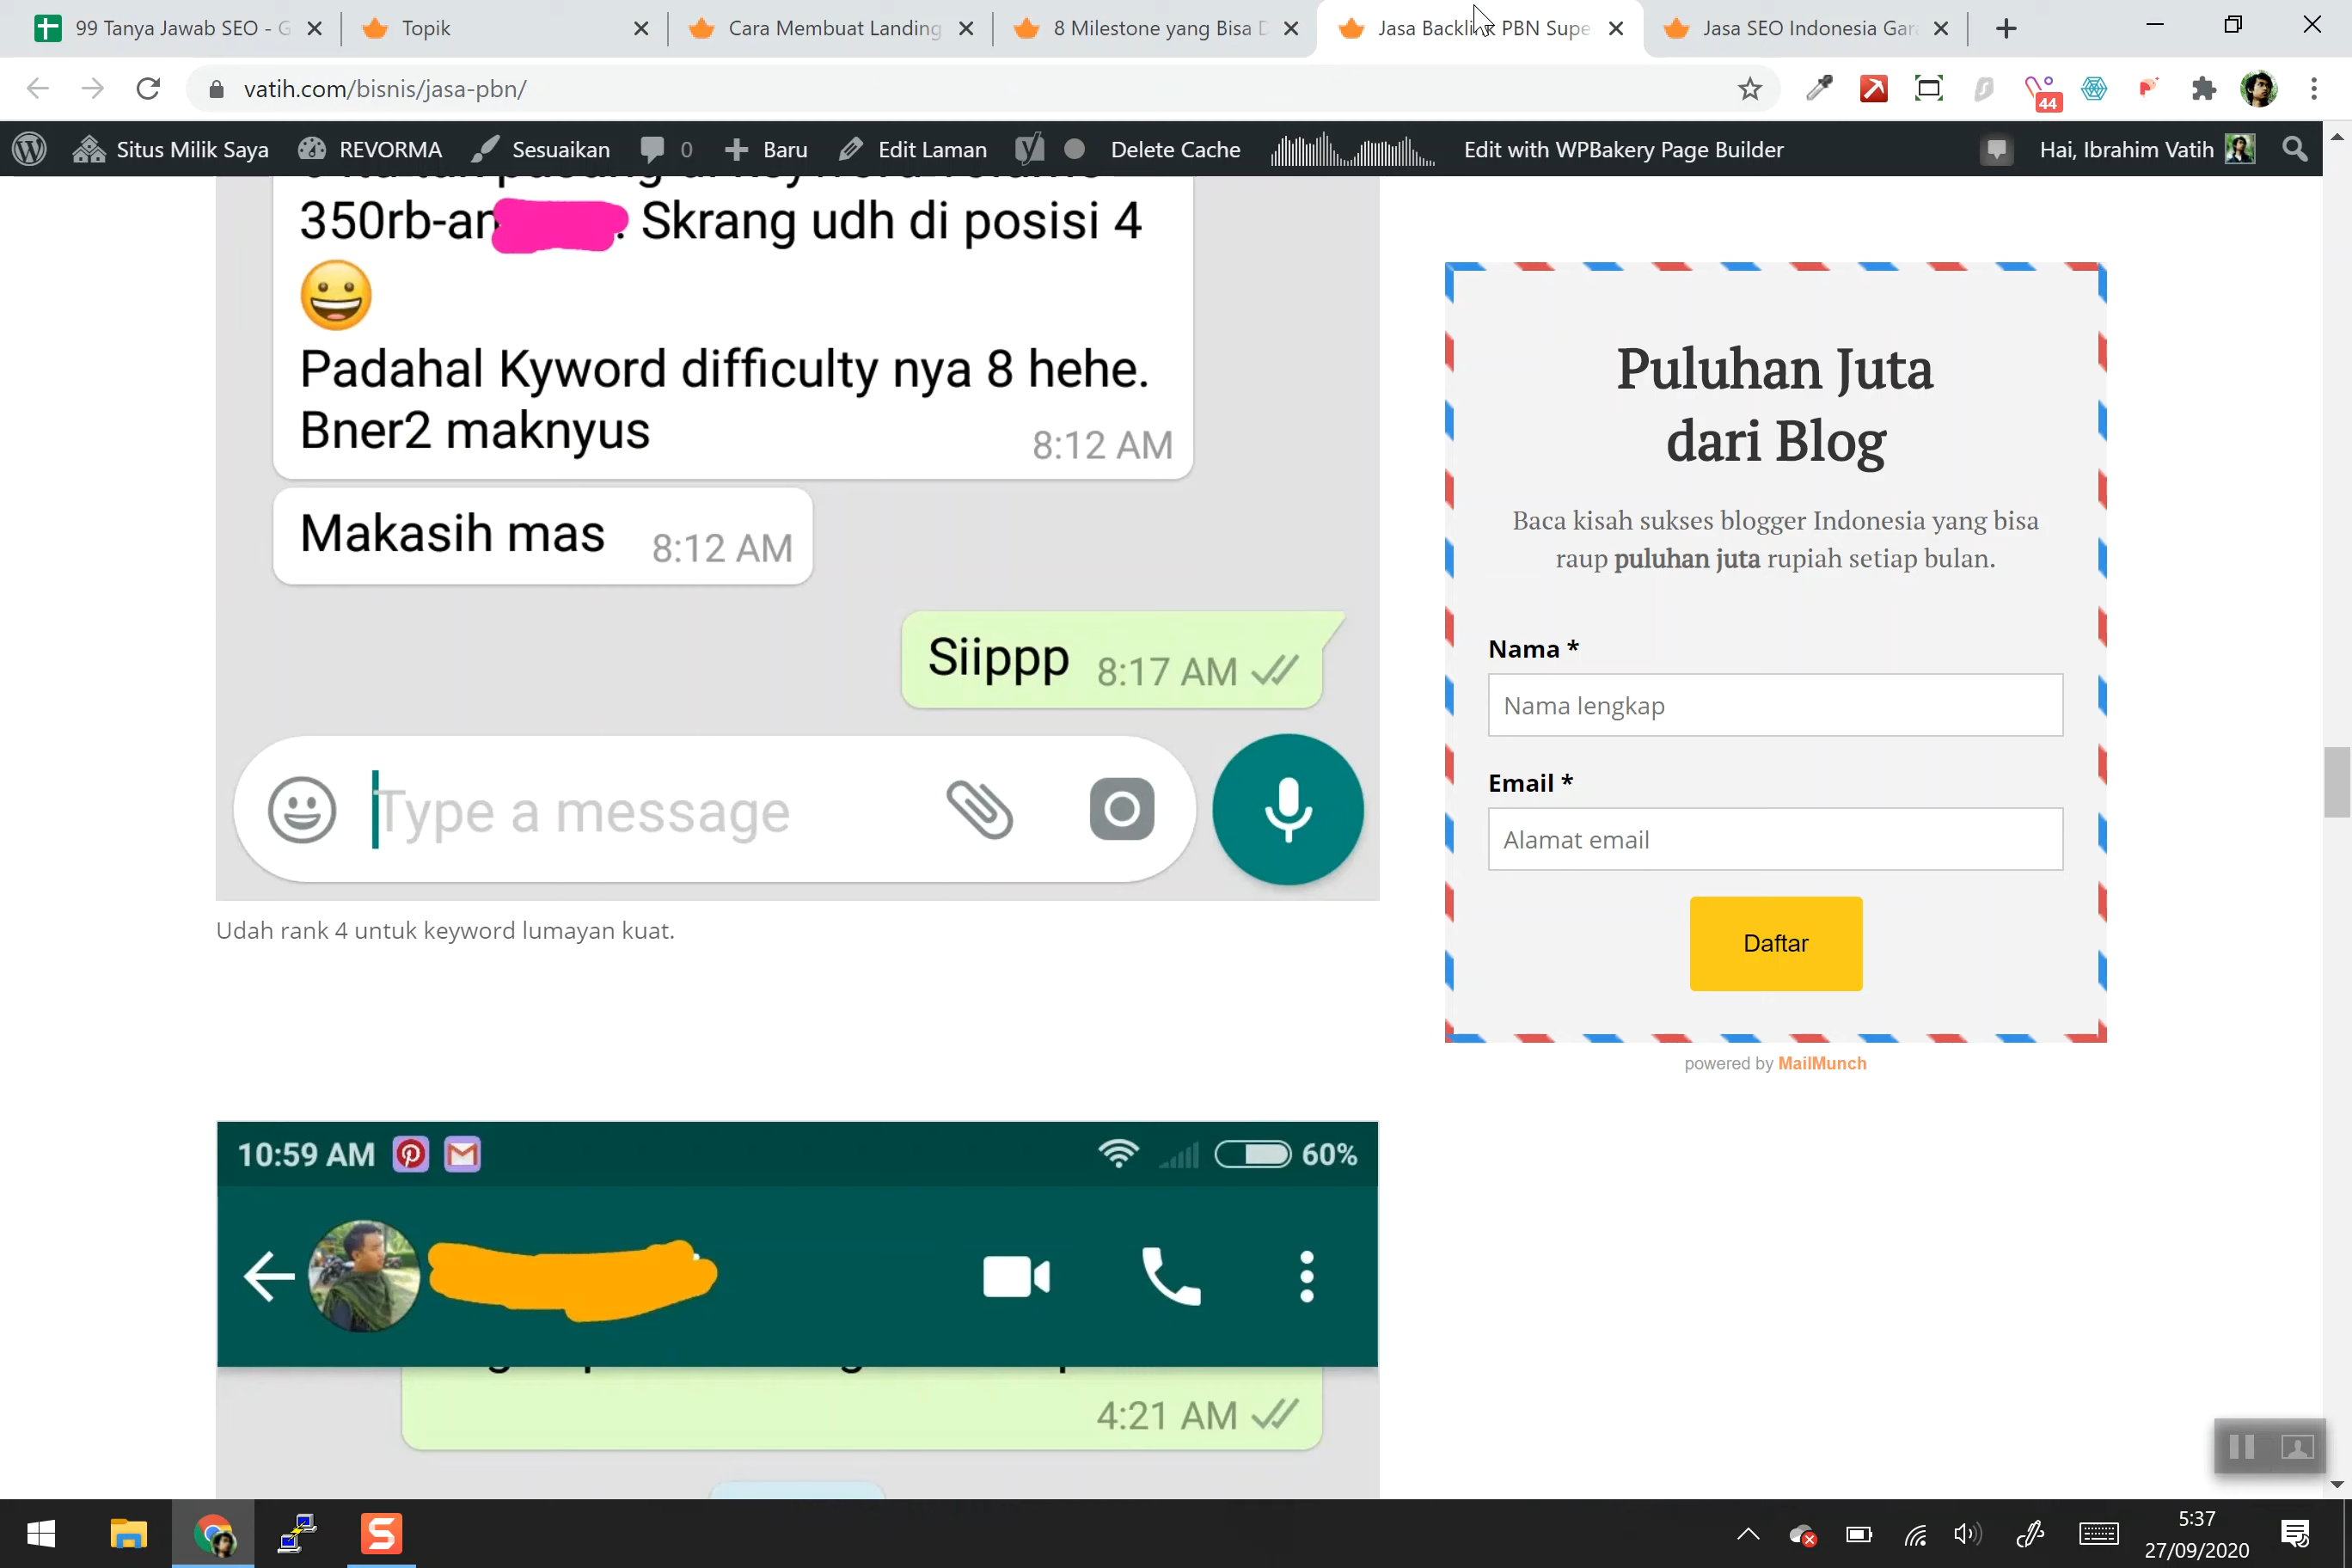 99 Tanya Jawab SEO - G
Topik
Cara Membuat Landing
8 Milestone yang Bisa D
Jasa Backlink PBN Supe
Jasa SEO Indonesia Gar
vatih.com/bisnis/jasa-pbn/
44
Situs Milik Saya
REVORMA
Sesuaikan
0
Baru
Edit Laman
Delete Cache
Edit with WPBakery Page Builder
Hai, Ibrahim Vatih
350rb-an. Skrang udh di posisi 4
Padahal Kyword difficulty nya 8 hehe.
Bner2 maknyus
8:12 AM
Makasih mas 8:12 AM
Siippp 8:17 AM
Type a message
Udah rank 4 untuk keyword lumayan kuat.
10:59 AM
60%
4:21 AM
Puluhan Juta
dari Blog
Baca kisah sukses blogger Indonesia yang bisa
raup puluhan juta rupiah setiap bulan.
Nama *
Nama lengkap
Email *
Alamat email
Daftar
powered by MailMunch
5:37
27/09/2020